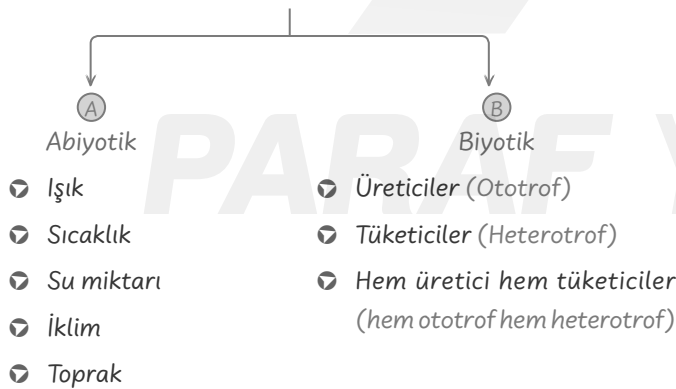 A
Abiyotik
Işık
Sıcaklık
Su miktarı
İklim
Toprak
B
Biyotik
Üreticiler (Ototrof)
Tüketiciler (Heterotrof)
Hem üretici hem tüketiciler
(hem ototrof hem heterotrof)
PARAF Y